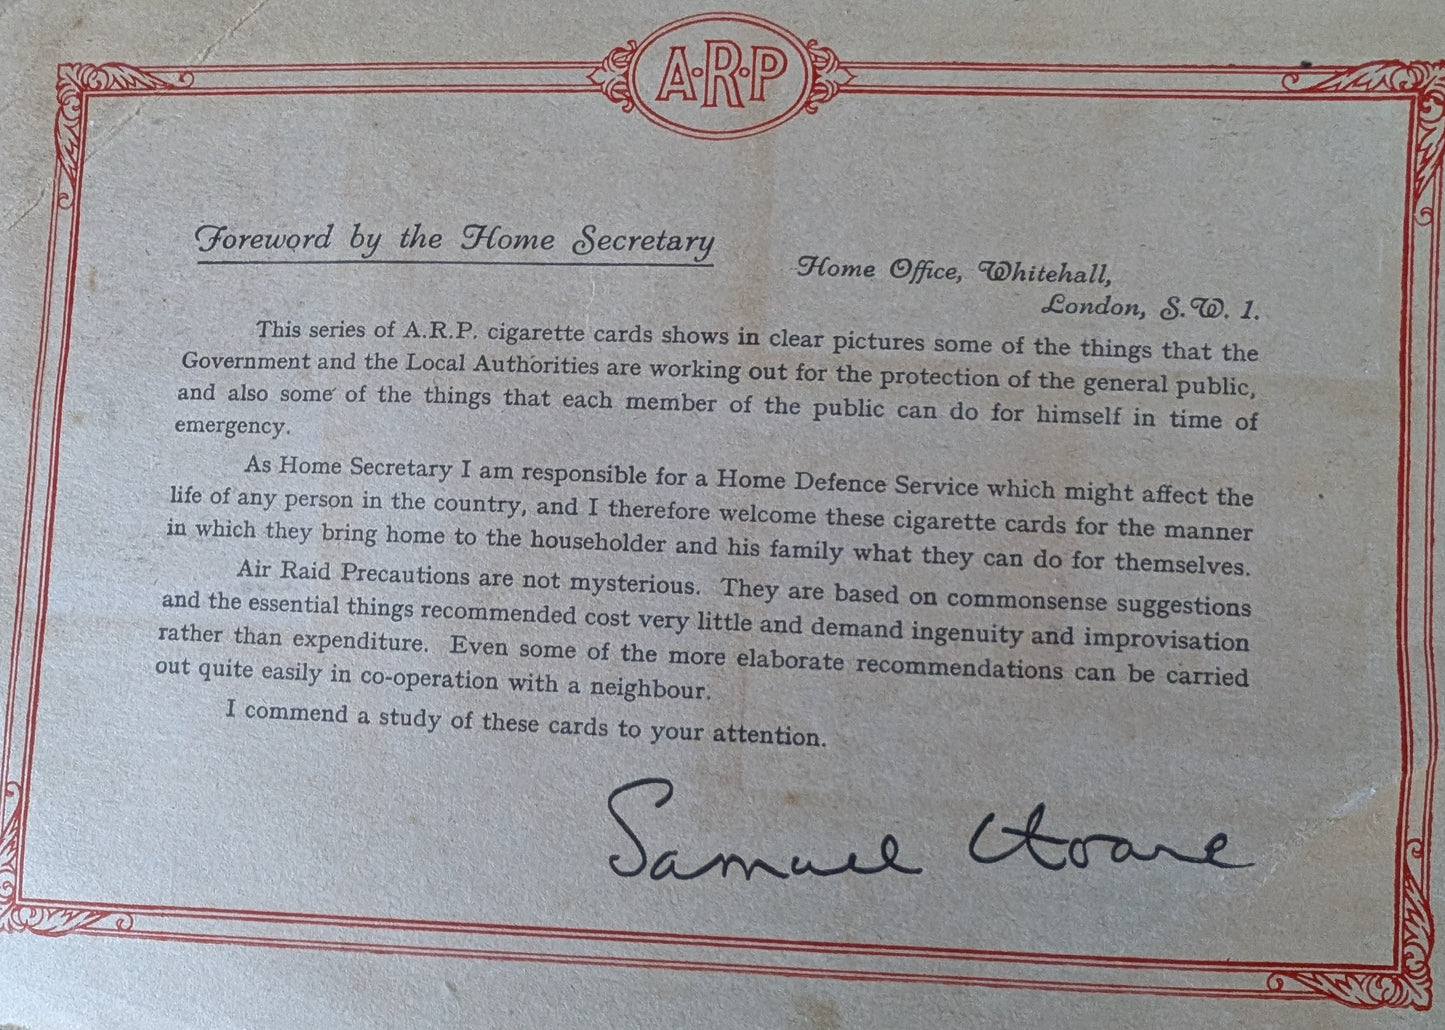 A·R·P
Foreword by the Home Secretary
Home Office, Whitehall,
London, S.W. 1.
This series of A.R.P. cigarette cards shows in clear pictures some of the things that the
Government and the Local Authorities are working out for the protection of the general public,
and also some of the things that each member of the public can do for himself in time of
emergency.
As Home Secretary I am responsible for a Home Defence Service which might affect the
life of any person in the country, and I therefore welcome these cigarette cards for the manner
in which they bring home to the householder and his family what they can do for themselves.
Air Raid Precautions are not mysterious. They are based on commonsense suggestions
and the essential things recommended cost very little and demand ingenuity and improvisation
rather than expenditure. Even some of the more elaborate recommendations can be carried
out quite easily in co-operation with a neighbour.
I commend a study of these cards to your attention.
Samuel Hoare